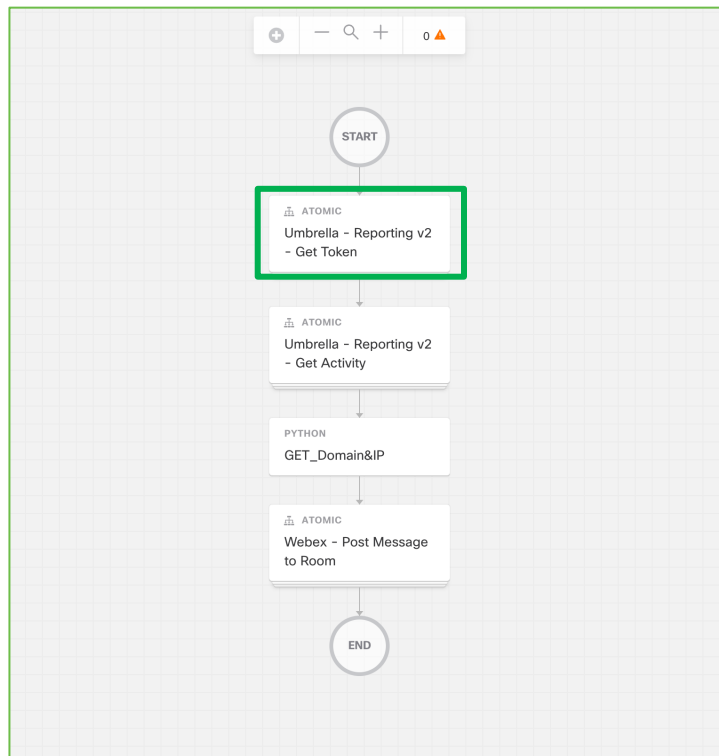 0
START
ATOMIC
Umbrella - Reporting v2
- Get Token
ATOMIC
Umbrella - Reporting v2
- Get Activity
PYTHON
GET_Domain&IP
ATOMIC
Webex - Post Message
to Room
END